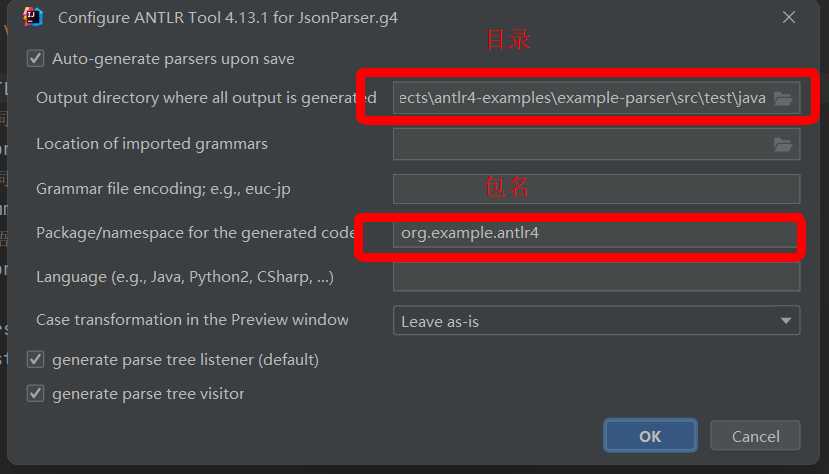 Configure ANTLR Tool 4.13.1 for JsonParser.g4
目录
Auto-generate parsers upon save
Output directory where all output is generated ects\antlr4-examples\example-parser\src\test\java
Location of imported grammars
Grammar file encoding; e.g., euc-jp
包名
Package/namespace for the generated code org.example.antlr4
Language (e.g., Java, Python2, CSharp, ...)
Case transformation in the Preview window Leave as-is
generate parse tree listener (default)
generate parse tree visitor
OK Cancel